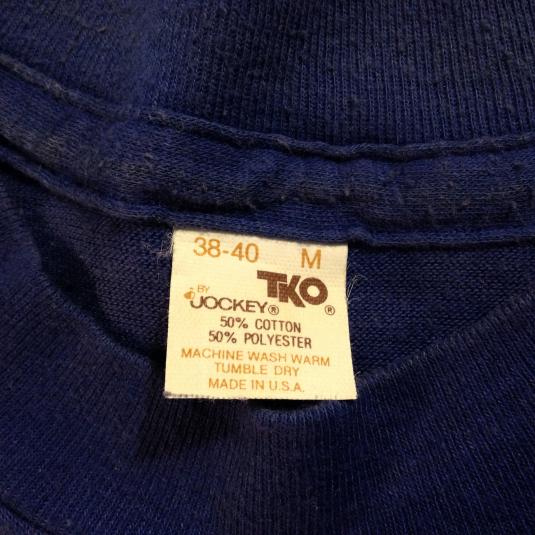 38-40 M
TKO®
BY
JOCKEY®
50% COTTON
50% POLYESTER
MACHINE WASH WARM
TUMBLE DRY
MADE IN U.S.A.